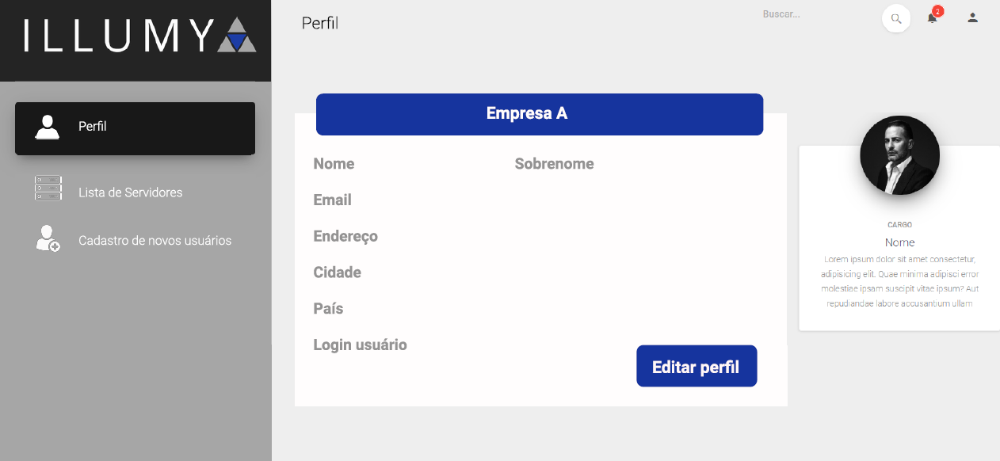 ILLUMY
Perfil
Lista de Servidores
Cadastro de novos usuários
Perfil
Buscar...
2
Empresa A
Nome
Sobrenome
Email
Endereço
Cidade
País
Login usuário
Editar perfil
CARGO
Nome
Lorem ipsum dolor sit amet consectetur,
adipisicing elit. Quae minima adipisci error
molestiae ipsam suscipit vitae ipsum? Aut
repudiandae labore accusantium ullam